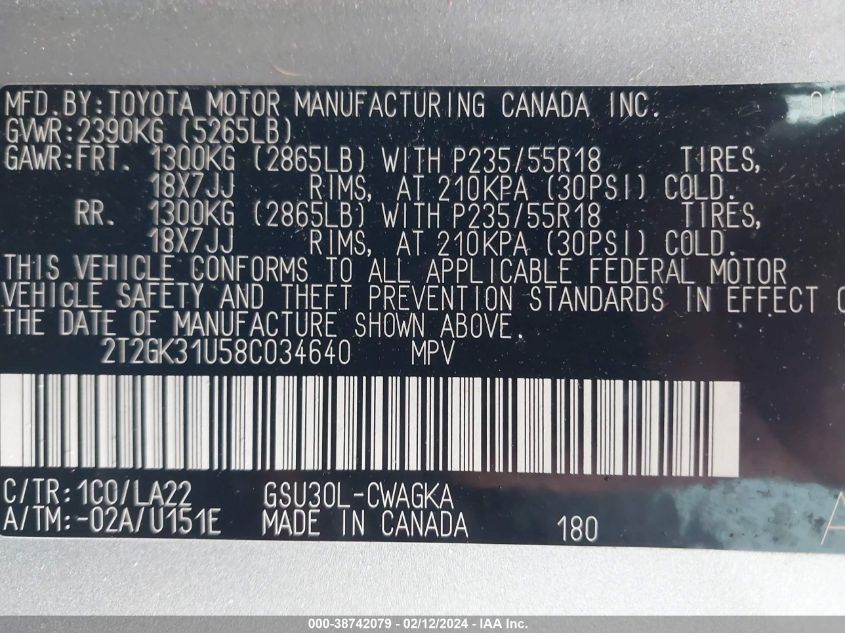 MFD.BY:TOYOTA MOTOR MANUFACTURING CANADA INC. 04
GVWR:2390KG (5265LB)
GAWR:FRT. 1300KG (2865LB) WITH P235/55R18 TIRES,
18X7JJ RIMS, AT 210KPA (30PSI) COLD.
RR. 1300KG (2865LB) WITH P235/55R18 TIRES,
18X7JJ RIMS, AT 210KPA (30PSI) COLD.
THIS VEHICLE CONFORMS TO ALL APPLICABLE FEDERAL MOTOR
VEHICLE SAFETY AND THEFT PREVENTION STANDARDS IN EFFECT
THE DATE OF MANUFACTURE SHOWN ABOVE.
2T2GK31U58C034640 MPV
C/TR:1C0/LA22 GSU30L-CWAGKA
A/TM:-02A/U151E MADE IN CANADA 180 A
000-38742079 - 02/12/2024 - IAA Inc.